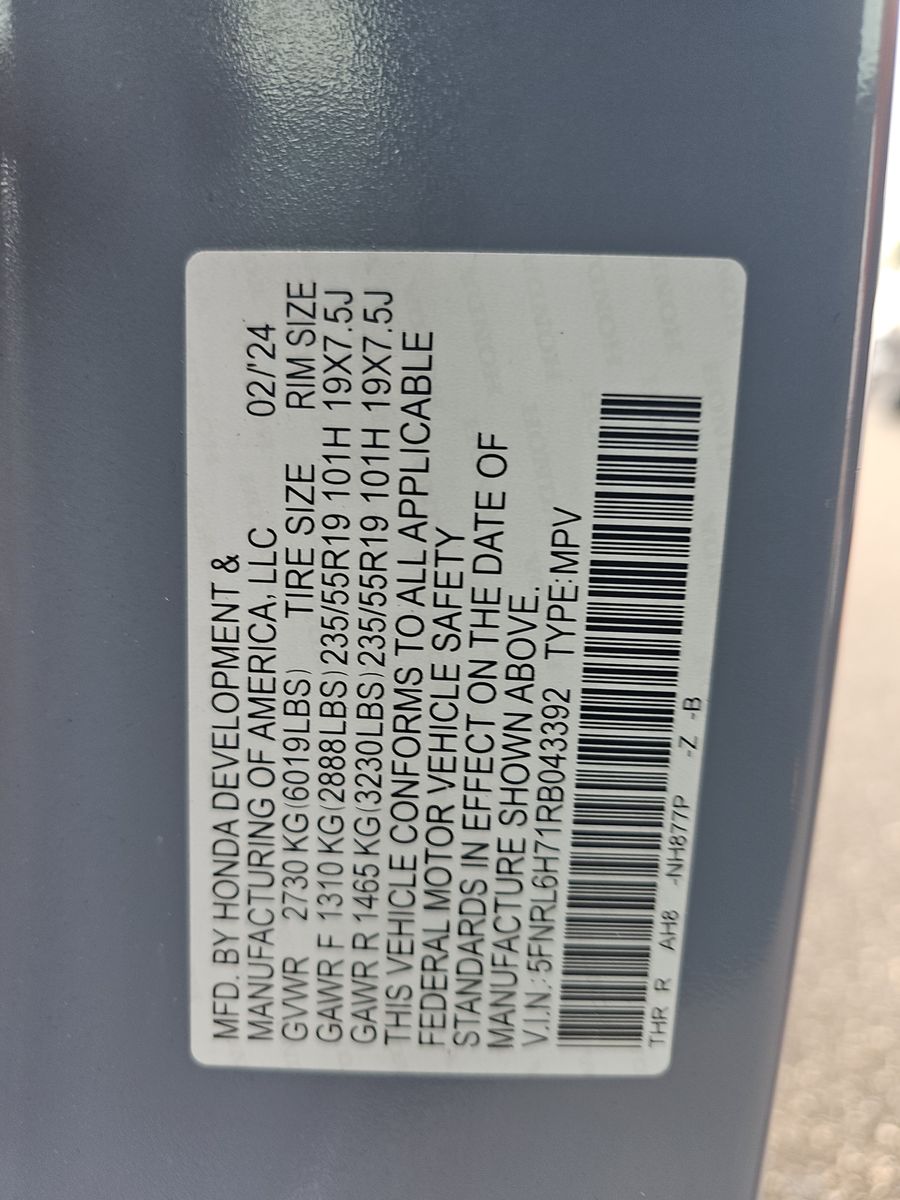 MFD. BY HONDA DEVELOPMENT &
MANUFACTURING OF AMERICA, LLC 02/'24
GVWR 2730 KG(6019LBS) TIRE SIZE RIM SIZE
GAWR F 1310 KG(2888LBS)235/55R19 101H 19X7.5J
GAWR R 1465 KG(3230LBS)235/55R19 101H 19X7.5J
THIS VEHICLE CONFORMS TO ALL APPLICABLE
FEDERAL MOTOR VEHICLE SAFETY
STANDARDS IN EFFECT ON THE DATE OF
MANUFACTURE SHOWN ABOVE.
V.I.N.:5FNRL6H71RB043392 TYPE:MPV
THR R AH8 -NH877P -Z -B